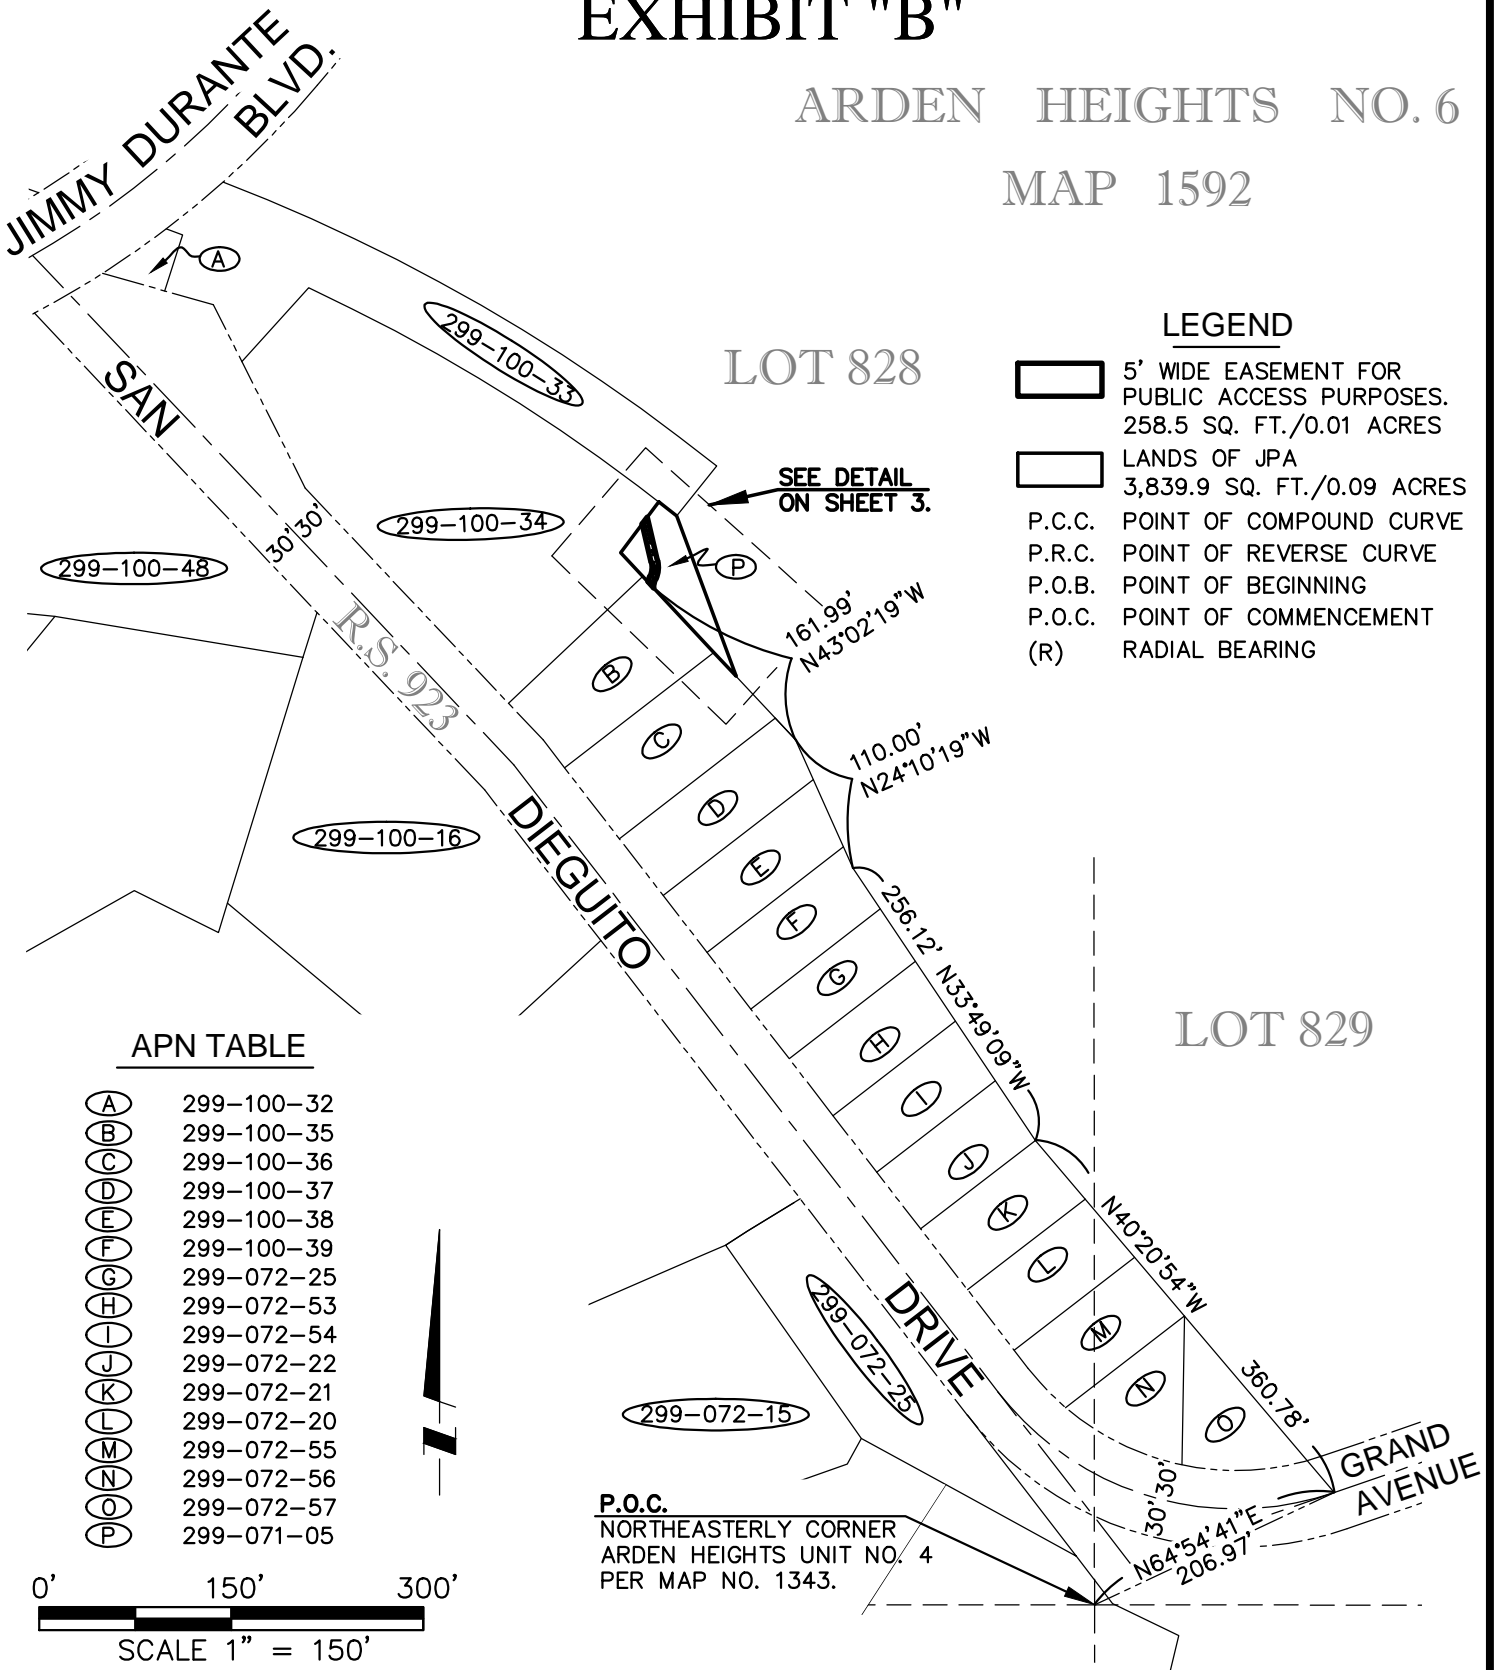 EXHIBIT "B"
JIMMY DURANTE
BLVD.
ARDEN HEIGHTS NO. 6
MAP 1592
A
299-100-33
LOT 828
SAN
LEGEND
5' WIDE EASEMENT FOR
PUBLIC ACCESS PURPOSES.
258.5 SQ. FT./0.01 ACRES
LANDS OF JPA
3,839.9 SQ. FT./0.09 ACRES
P.C.C. POINT OF COMPOUND CURVE
P.R.C. POINT OF REVERSE CURVE
P.O.B. POINT OF BEGINNING
P.O.C. POINT OF COMMENCEMENT
(R) RADIAL BEARING
SEE DETAIL
ON SHEET 3.
299-100-34
30' 30'
299-100-48
P
161.99'
N43°02'19"W
R.S. 923
B
C
110.00'
N24°10'19"W
D
299-100-16
DIEGUITO
E
F
256.12' N33°49'09"W
G
LOT 829
H
I
J
K
L
N40°20'54"W
M
N
O
360.78'
APN TABLE
A 299-100-32
B 299-100-35
C 299-100-36
D 299-100-37
E 299-100-38
F 299-100-39
G 299-072-25
H 299-072-53
I 299-072-54
J 299-072-22
K 299-072-21
L 299-072-20
M 299-072-55
N 299-072-56
O 299-072-57
P 299-071-05
DRIVE
299-072-25
299-072-15
GRAND
AVENUE
30' 30'
N64°54'41"E
206.97'
P.O.C.
NORTHEASTERLY CORNER
ARDEN HEIGHTS UNIT NO. 4
PER MAP NO. 1343.
0' 150' 300'
SCALE 1" = 150'